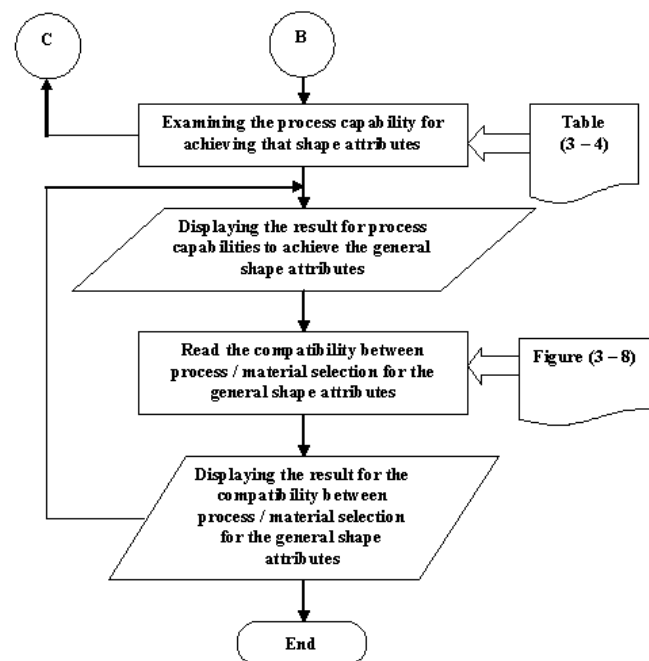 C
B
Examining the process capability for
achieving that shape attributes
Table
(3 – 4)
Displaying the result for process
capabilities to achieve the general
shape attributes
Read the compatibility between
process / material selection for the
general shape attributes
Figure (3 – 8)
Displaying the result for the
compatibility between
process / material selection
for the general shape
attributes
End